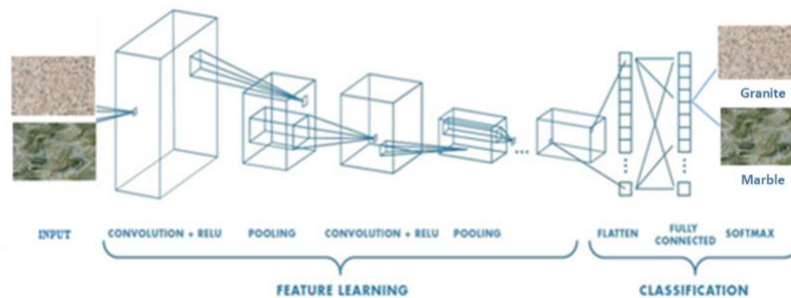 Granite
Marble
INPUT
CONVOLUTION + RELU
POOLING
CONVOLUTION + RELU
POOLING
FLATTEN
FULLY
CONNECTED
SOFTMAX
FEATURE LEARNING
CLASSIFICATION